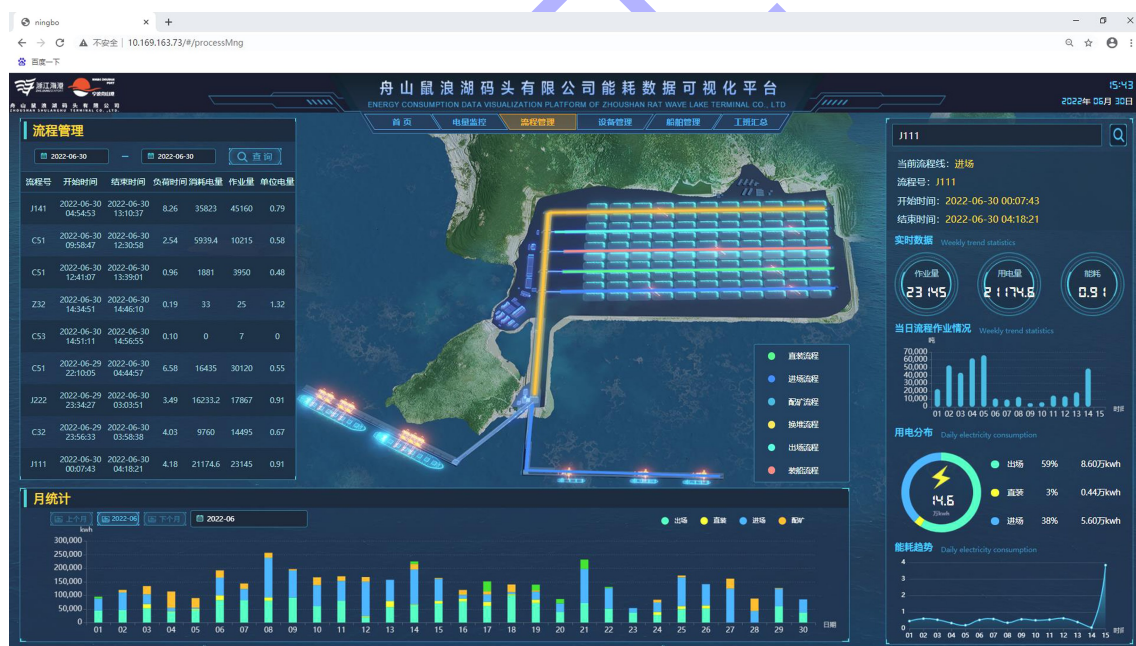 ningbo
不安全 | 10.169.163.73/#/processMng
百度一下
浙江海港
宁波舟山港
舟山鼠浪湖码头有限公司
舟山鼠浪湖码头有限公司能耗数据可视化平台
ENERGY CONSUMPTION DATA VISUALIZATION PLATFORM OF ZHOUSHAN RAT WAVE LAKE TERMINAL CO., LTD
15:43
2022年 06月 30日
首页 电量监控 流程管理 设备管理 船舶管理 工班汇总
流程管理
2022-06-30 — 2022-06-30 查询
流程号 开始时间 结束时间 负荷时间 消耗电量 作业量 单位电量
J141 2022-06-30 04:54:53 2022-06-30 13:10:37 8.26 35823 45160 0.79
C51 2022-06-30 09:58:47 2022-06-30 12:30:58 2.54 5939.4 10215 0.58
C51 2022-06-30 12:41:07 2022-06-30 13:39:01 0.96 1881 3950 0.48
Z32 2022-06-30 14:34:51 2022-06-30 14:46:10 0.19 33 25 1.32
C53 2022-06-30 14:51:11 2022-06-30 14:56:55 0.10 0 7 0
C51 2022-06-29 22:10:05 2022-06-30 04:44:57 6.58 16435 30120 0.55
J222 2022-06-29 23:34:27 2022-06-30 03:03:51 3.49 16233.2 17867 0.91
C32 2022-06-29 23:56:33 2022-06-30 03:58:38 4.03 9760 14495 0.67
J111 2022-06-30 00:07:43 2022-06-30 04:18:21 4.18 21174.6 23145 0.91
直装流程
进场流程
配矿流程
换堆流程
出场流程
装船流程
J111
当前流程线：进场
流程号：J111
开始时间：2022-06-30 00:07:43
结束时间：2022-06-30 04:18:21
实时数据 Weekly trend statistics
作业量 用电量 能耗
23145 21174.6 0.91
当日流程作业情况 Weekly trend statistics
吨
70,000
60,000
50,000
40,000
30,000
20,000
10,000
0
01 02 03 04 05 06 07 08 09 10 11 12 13 14 15 时间
用电分布 Daily electricity consumption
14.6
万kwh
出场 59% 8.60万kwh
直装 3% 0.44万kwh
进场 38% 5.60万kwh
能耗趋势 Daily electricity consumption
4
3
2
1
0
01 02 03 04 05 06 07 08 09 10 11 12 13 14 15 时间
月统计
上个月 2022-06 下个月 2022-06
出场 直装 进场 配矿
kwh
300,000
250,000
200,000
150,000
100,000
50,000
0
01 02 03 04 05 06 07 08 09 10 11 12 13 14 15 16 17 18 19 20 21 22 23 24 25 26 27 28 29 30 日期